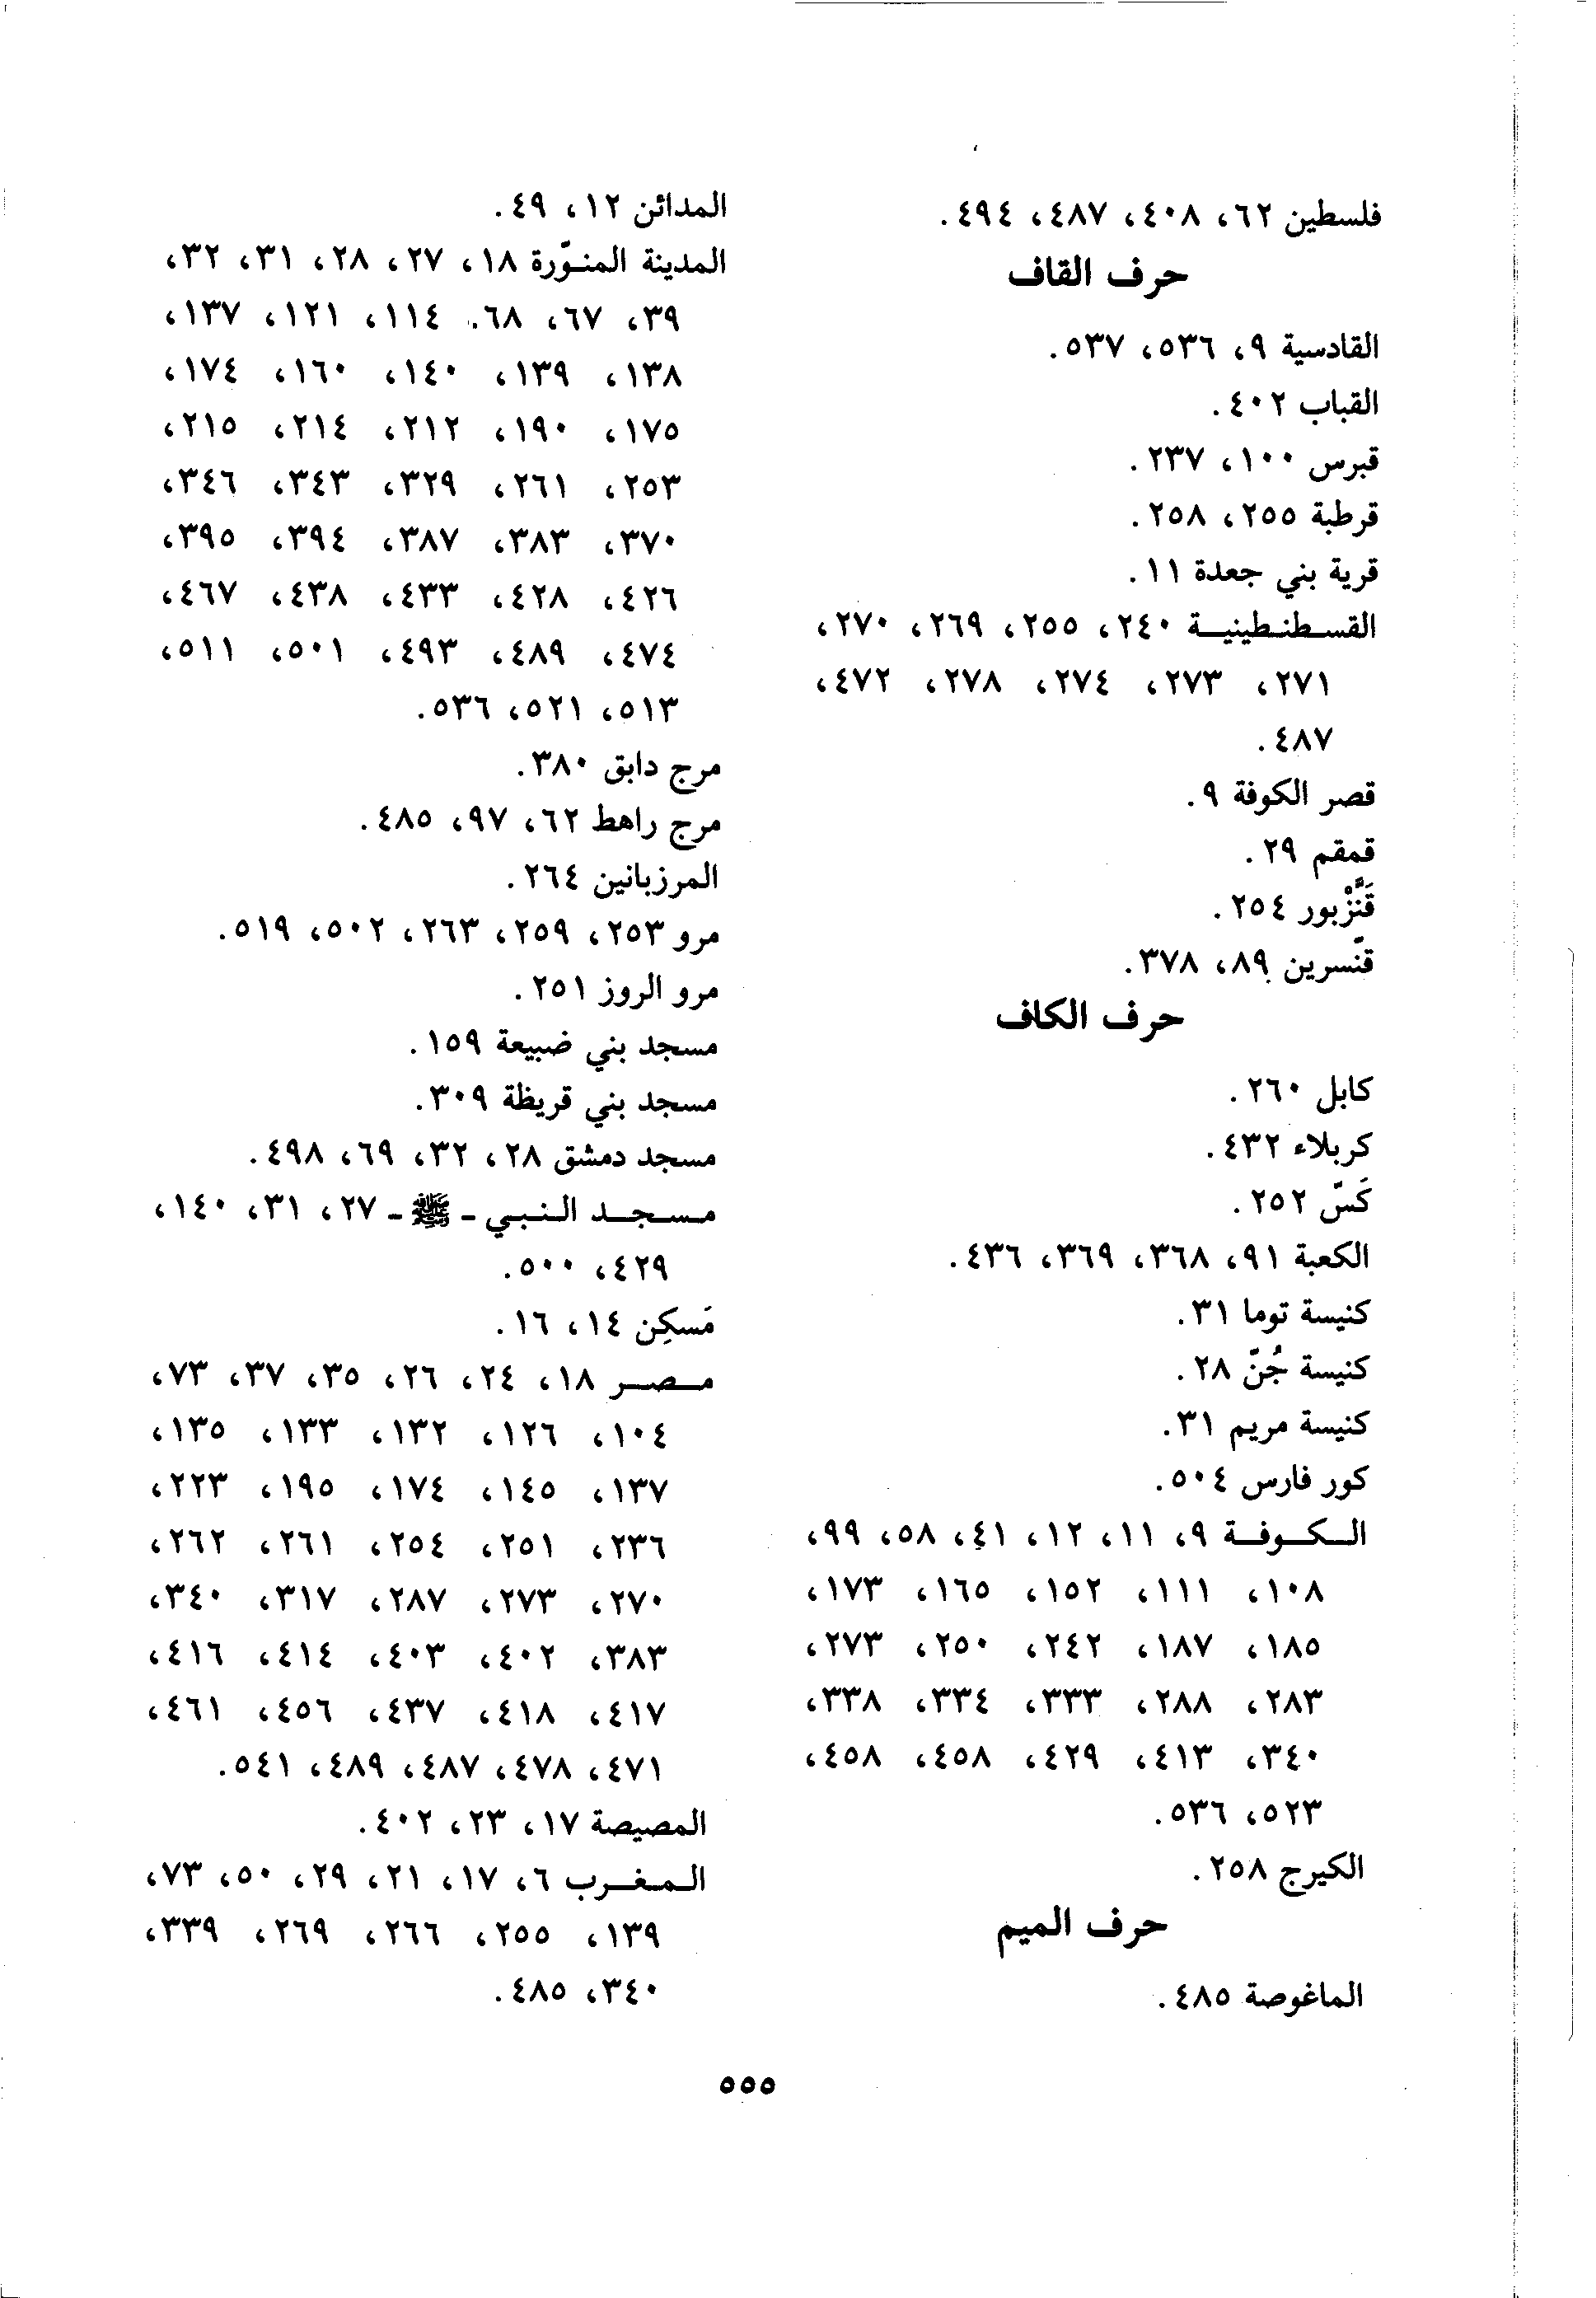 فلسطين ٦٢، ٤٠٨، ٤٨٧، ٤٩٤.
حرف القاف
القادسية ٩، ٥٣٦، ٥٣٧.
القباب ٤٠٢.
قبرس ١٠٠، ٢٣٧.
قرطبة ٢٥٥، ٢٥٨.
قرية بني جعدة ١١.
القسطنطينية ٢٤٠، ٢٥٥، ٢٦٩، ٢٧٠،
٢٧١، ٢٧٣، ٢٧٤، ٢٧٨، ٤٧٢،
٤٨٧.
قصر الكوفة ٩.
قمقم ٢٩.
قَنَّزْبور ٢٥٤.
قنّسرين ٨٩، ٣٧٨.
حرف الكاف
كابل ٢٦٠.
كربلاء ٤٣٢.
كَسّ ٢٥٢.
الكعبة ٩١، ٣٦٨، ٣٦٩، ٤٣٦.
كنيسة توما ٣١.
كنيسة جُنّ ٢٨.
كنيسة مريم ٣١.
كور فارس ٥٠٤.
الكوفة ٩، ١١، ١٢، ٤١، ٥٨، ٩٩،
١٠٨، ١١١، ١٥٢، ١٦٥، ١٧٣،
١٨٥، ١٨٧، ٢٤٢، ٢٥٠، ٢٧٣،
٢٨٣، ٢٨٨، ٣٣٣، ٣٣٤، ٣٣٨،
٣٤٠، ٤١٣، ٤٢٩، ٤٥٨، ٤٥٨،
٥٢٣، ٥٣٦.
الكيرج ٢٥٨.
حرف الميم
الماغوصة ٤٨٥.
المدائن ١٢، ٤٩.
المدينة المنوّرة ١٨، ٢٧، ٢٨، ٣١، ٣٢،
٣٩، ٦٧، ٦٨. ١١٤، ١٢١، ١٣٧،
١٣٨، ١٣٩، ١٤٠، ١٦٠، ١٧٤،
١٧٥، ١٩٠، ٢١٢، ٢١٤، ٢١٥،
٢٥٣، ٢٦١، ٣٢٩، ٣٤٣، ٣٤٦،
٣٧٠، ٣٨٣، ٣٨٧، ٣٩٤، ٣٩٥،
٤٢٦، ٤٢٨، ٤٣٣، ٤٣٨، ٤٦٧،
٤٧٤، ٤٨٩، ٤٩٣، ٥٠١، ٥١١،
٥١٣، ٥٢١، ٥٣٦.
مرج دابق ٣٨٠.
مرج راهط ٦٢، ٩٧، ٤٨٥.
المرزبانين ٢٦٤.
مرو ٢٥٣، ٢٥٩، ٢٦٣، ٥٠٢، ٥١٩.
مرو الروز ٢٥١.
مسجد بني ضبيعة ١٥٩.
مسجد بني قريظة ٣٠٩.
مسجد دمشق ٢٨، ٣٢، ٦٩، ٤٩٨.
مسجد النبي - ﷺ - ٢٧، ٣١، ١٤٠،
٤٢٩، ٥٠٠.
مَسكِن ١٤، ١٦.
مصر ١٨، ٢٤، ٢٦، ٣٥، ٣٧، ٧٣،
١٠٤، ١٢٦، ١٣٢، ١٣٣، ١٣٥،
١٣٧، ١٤٥، ١٧٤، ١٩٥، ٢٢٣،
٢٣٦، ٢٥١، ٢٥٤، ٢٦١، ٢٦٢،
٢٧٠، ٢٧٣، ٢٨٧، ٣١٧، ٣٤٠،
٣٨٣، ٤٠٢، ٤٠٣، ٤١٤، ٤١٦،
٤١٧، ٤١٨، ٤٣٧، ٤٥٦، ٤٦١،
٤٧١، ٤٧٨، ٤٨٧، ٤٨٩، ٥٤١.
المصيصة ١٧، ٢٣، ٤٠٢.
المغرب ٦، ١٧، ٢١، ٢٩، ٥٠، ٧٣،
١٣٩، ٢٥٥، ٢٦٦، ٢٦٩، ٣٣٩،
٣٤٠، ٤٨٥.
٥٥٥